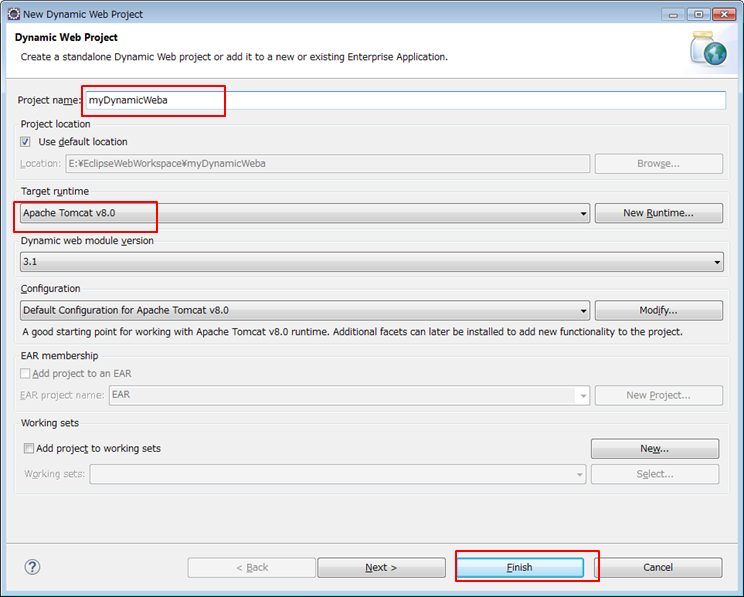 New Dynamic Web Project
Dynamic Web Project
Create a standalone Dynamic Web project or add it to a new or existing Enterprise Application.
Project name: myDynamicWeba
Project location
Use default location
Location: E:¥EclipseWebWorkspace¥myDynamicWeba Browse...
Target runtime
Apache Tomcat v8.0 New Runtime...
Dynamic web module version
3.1
Configuration
Default Configuration for Apache Tomcat v8.0 Modify...
A good starting point for working with Apache Tomcat v8.0 runtime. Additional facets can later be installed to add new functionality to the project.
EAR membership
Add project to an EAR
EAR project name: EAR New Project...
Working sets
Add project to working sets New...
Working sets: Select...
? < Back Next > Finish Cancel